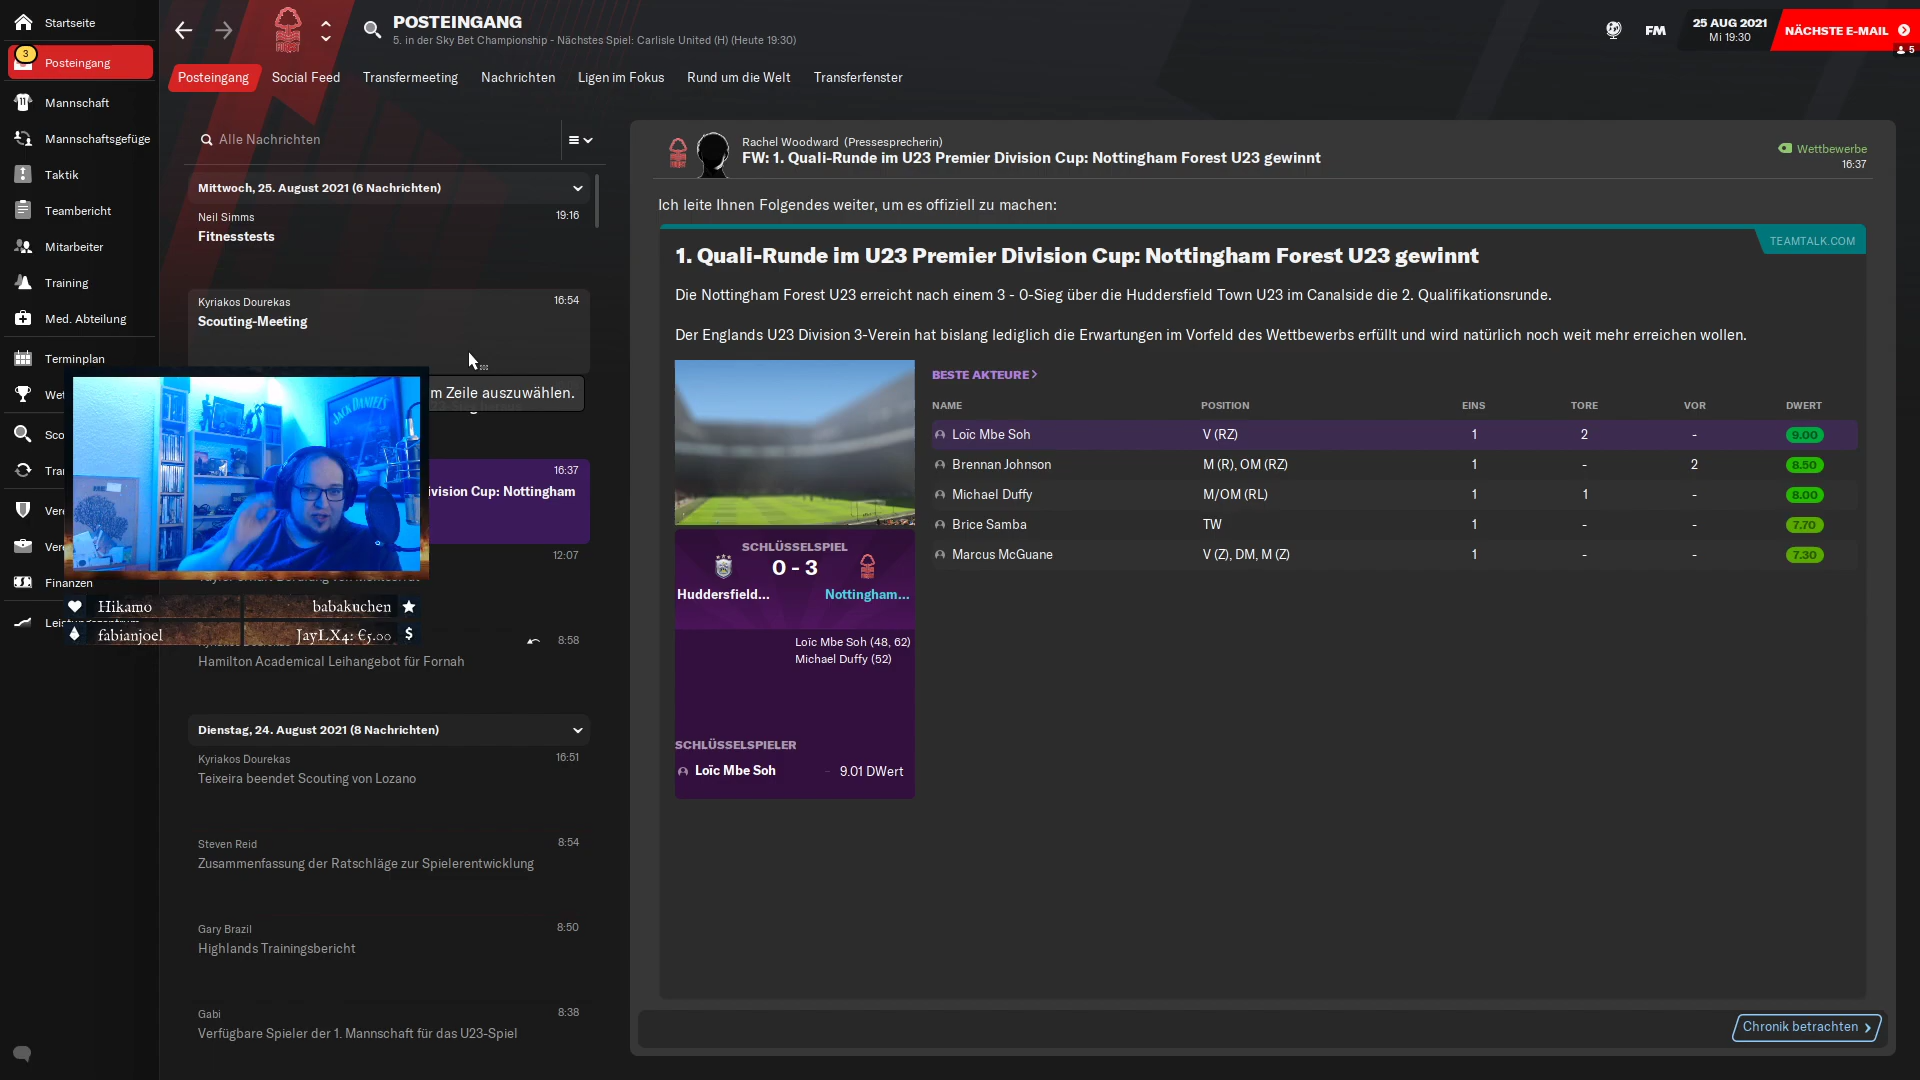 Startseite
3
Posteingang
Mannschaft
Mannschaftsgefüge
Taktik
Teambericht
Mitarbeiter
Training
Med. Abteilung
Terminplan
Finanzen
POSTEINGANG
5. in der Sky Bet Championship - Nächstes Spiel: Carlisle United (H) (Heute 19:30)
FM
25 AUG 2021
Mi 19:30
NÄCHSTE E-MAIL
5
Posteingang
Social Feed
Transfermeeting
Nachrichten
Ligen im Fokus
Rund um die Welt
Transferfenster
Alle Nachrichten
Mittwoch, 25. August 2021 (6 Nachrichten)
Neil Simms
19:16
Fitnesstests
Kyriakos Dourekas
16:54
Scouting-Meeting
m Zeile auszuwählen.
16:37
ivision Cup: Nottingham
12:07
JACK DANIEL'S
Hikamo
babakuchen
fabianjoel
JayLX4: €5.00
8:58
Hamilton Academical Leihangebot für Fornah
Dienstag, 24. August 2021 (8 Nachrichten)
Kyriakos Dourekas
16:51
Teixeira beendet Scouting von Lozano
Steven Reid
8:54
Zusammenfassung der Ratschläge zur Spielerentwicklung
Gary Brazil
8:50
Highlands Trainingsbericht
Gabi
8:38
Verfügbare Spieler der 1. Mannschaft für das U23-Spiel
Rachel Woodward (Pressesprecherin)
FW: 1. Quali-Runde im U23 Premier Division Cup: Nottingham Forest U23 gewinnt
Wettbewerbe
16:37
Ich leite Ihnen Folgendes weiter, um es offiziell zu machen:
TEAMTALK.COM
1. Quali-Runde im U23 Premier Division Cup: Nottingham Forest U23 gewinnt
Die Nottingham Forest U23 erreicht nach einem 3 - 0-Sieg über die Huddersfield Town U23 im Canalside die 2. Qualifikationsrunde.
Der Englands U23 Division 3-Verein hat bislang lediglich die Erwartungen im Vorfeld des Wettbewerbs erfüllt und wird natürlich noch weit mehr erreichen wollen.
SCHLÜSSELSPIEL
0 - 3
Huddersfield...
Nottingham...
Loïc Mbe Soh (48, 62)
Michael Duffy (52)
SCHLÜSSELSPIELER
Loïc Mbe Soh - 9.01 DWert
BESTE AKTEURE
NAME POSITION EINS TORE VOR DWERT
Loïc Mbe Soh V (RZ) 1 2 - 9.00
Brennan Johnson M (R), OM (RZ) 1 - 2 8.50
Michael Duffy M/OM (RL) 1 1 - 8.00
Brice Samba TW 1 - - 7.70
Marcus McGuane V (Z), DM, M (Z) 1 - - 7.30
Chronik betrachten